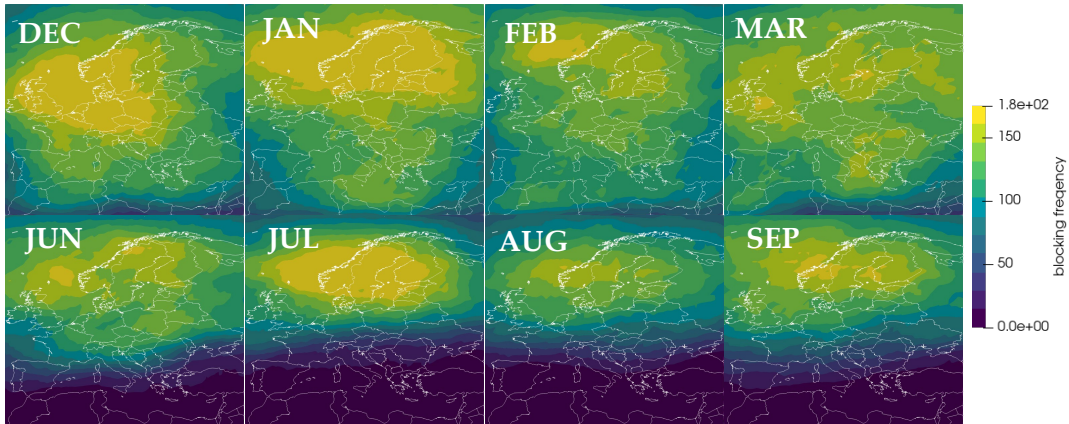 DEC
JAN
FEB
MAR
JUN
JUL
AUG
SEP
1.8e+02
150
100
50
0.0e+00
blocking freqency